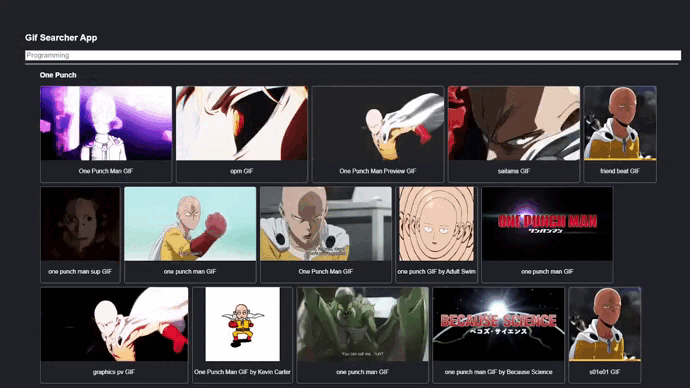 Gif Searcher App
Programming
One Punch
One Punch Man GIF
opm GIF
One Punch Man Preview GIF
saitama GIF
friend beat GIF
one punch man sup GIF
one punch man GIF
One Punch Man GIF
one punch GIF by Adult Swim
ONE PUNCH MAN
ワンパンマン
one punch man GIF
graphics pv GIF
One Punch Man GIF by Kevin Carter
You can call me.. hun?
one punch man GIF
BECAUSE SCIENCE
ベコズ・サイエンス
one punch man GIF by Because Science
s01e01 GIF